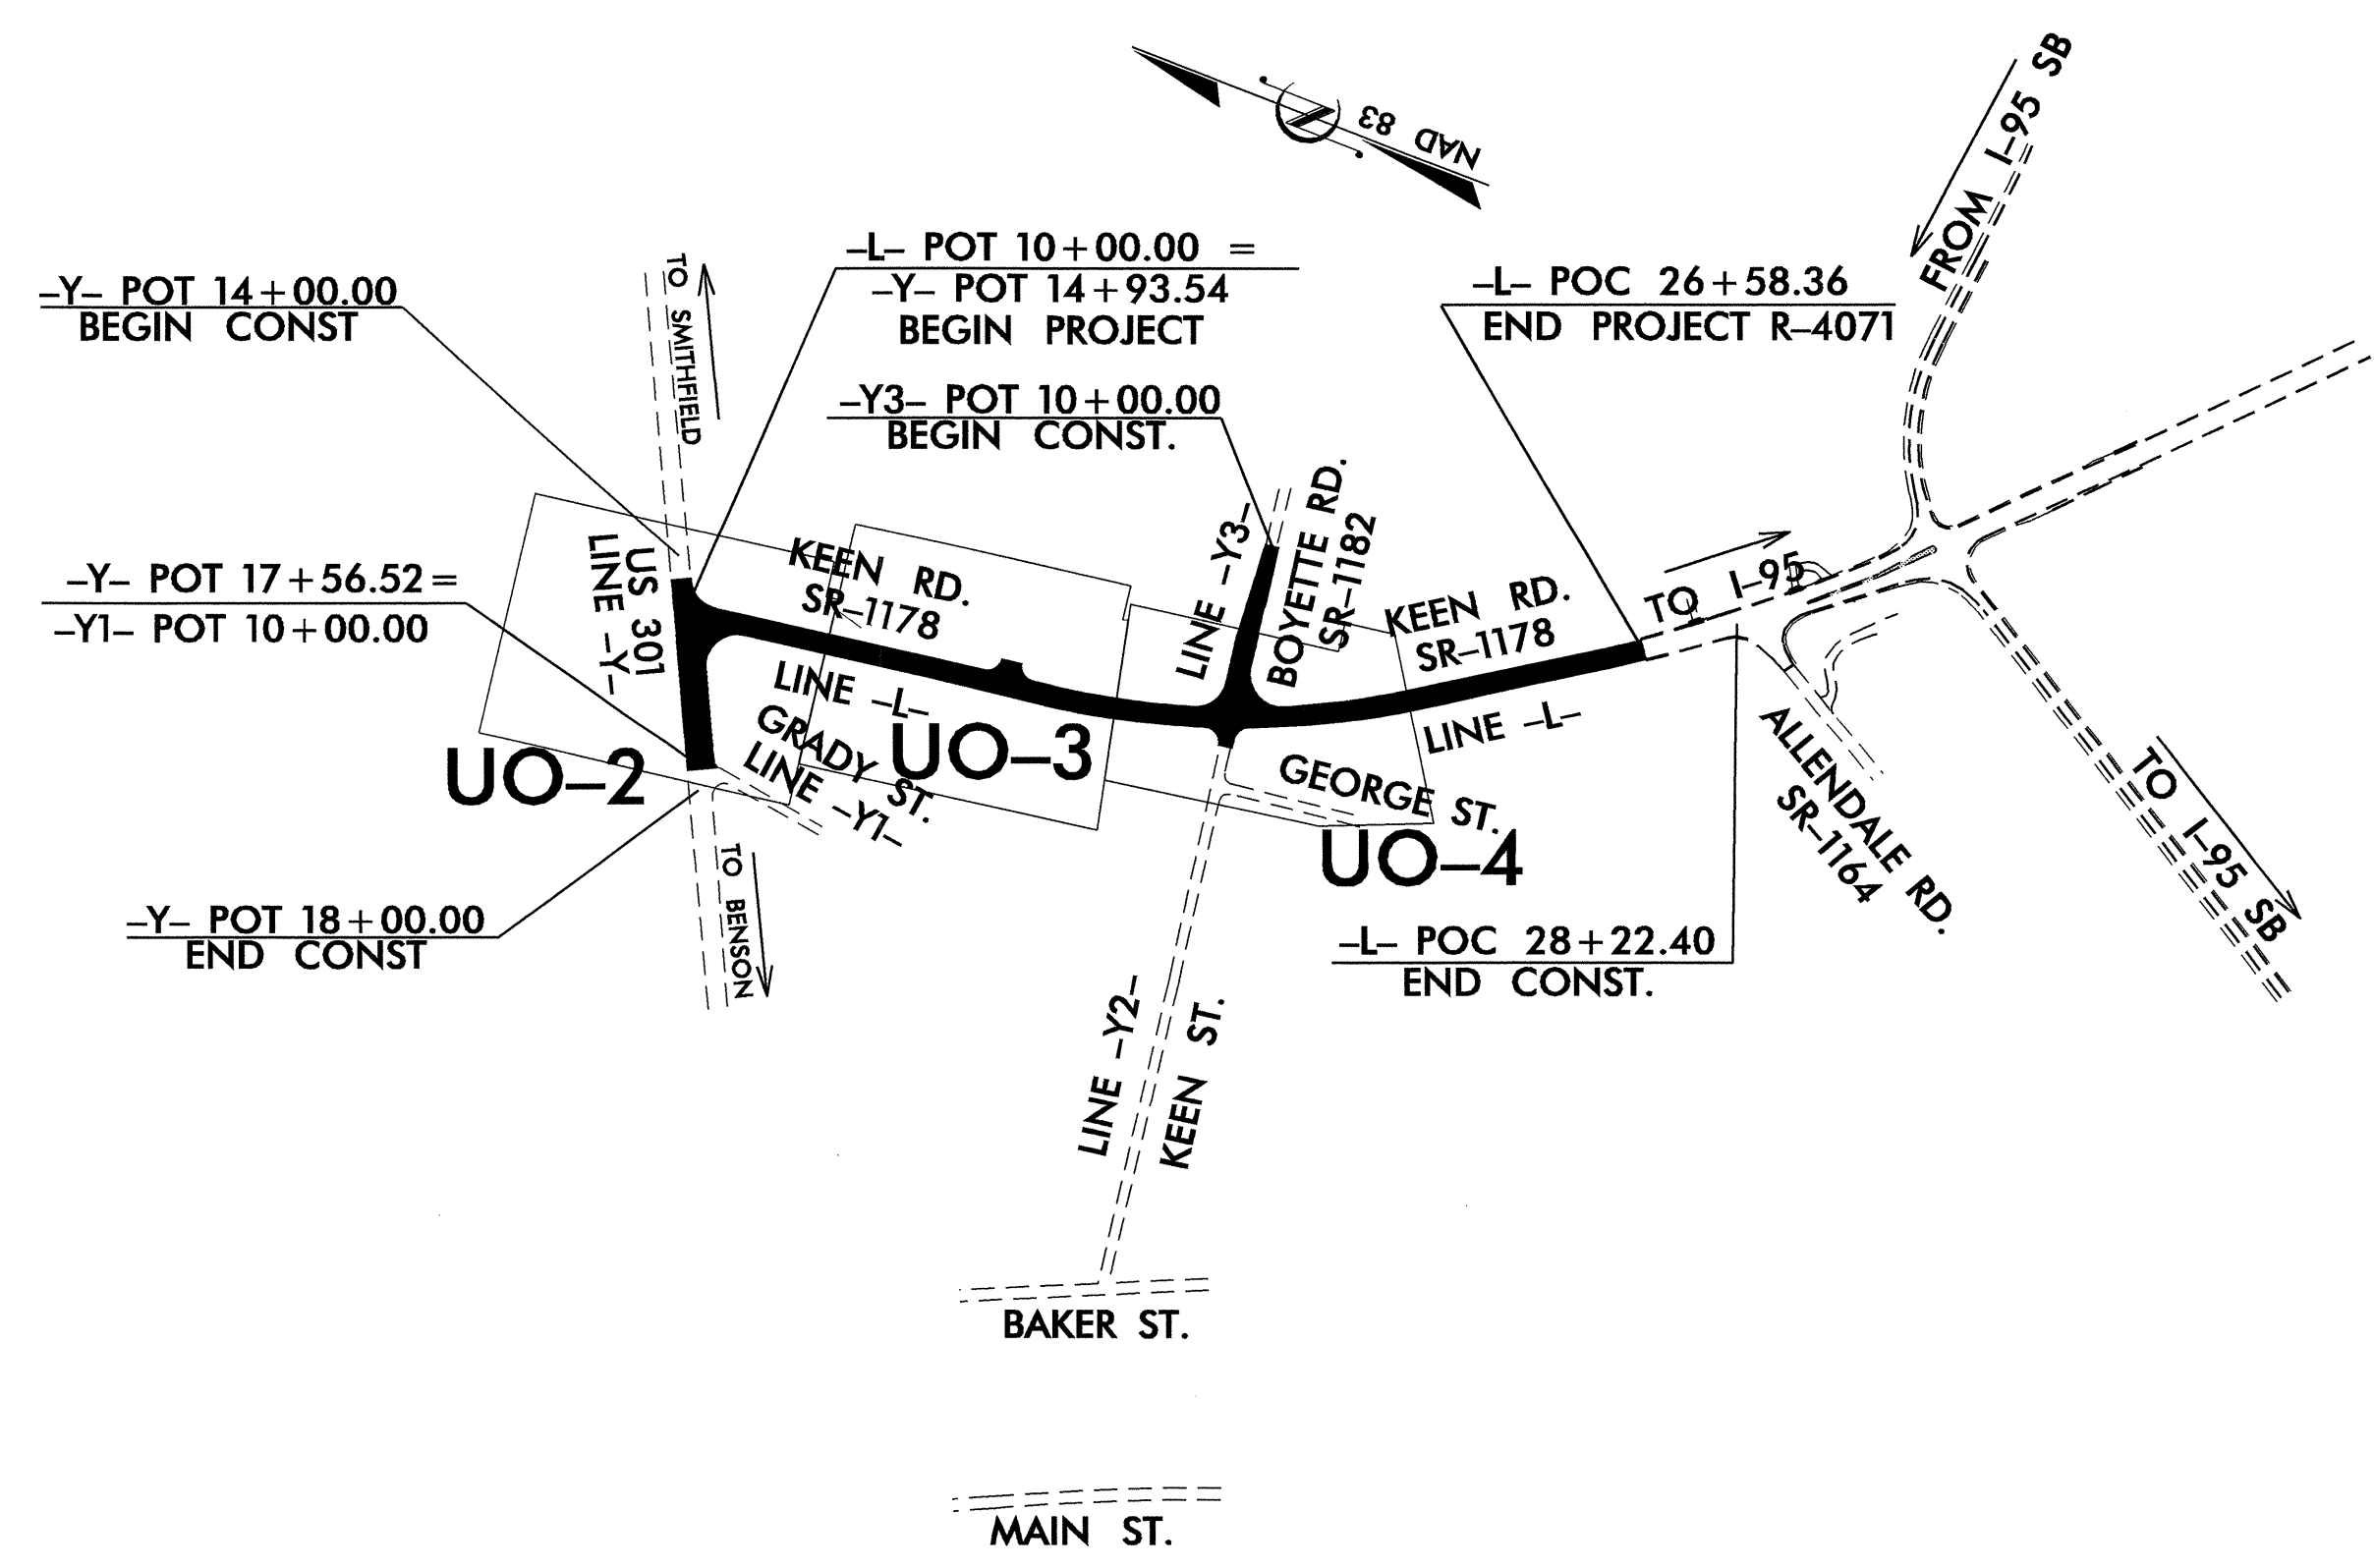 NAD 83
FROM I-95 SB
-L- POT 10+00.00 =
-Y- POT 14+93.54
BEGIN PROJECT
-Y- POT 14+00.00
BEGIN CONST
TO SMITHFIELD
-L- POC 26+58.36
END PROJECT R-4071
-Y3- POT 10+00.00
BEGIN CONST.
-Y- POT 17+56.52=
-Y1- POT 10+00.00
US 301
LINE -Y-
KEEN RD.
SR-1178
LINE -Y3-
BOYETTE RD.
SR-1182
KEEN RD.
SR-1178
TO I-95
LINE -L-
GRADY ST.
LINE -Y1-
UO-2
UO-3
LINE -L-
GEORGE ST.
UO-4
ALLENDALE RD.
SR-1164
TO I-95 SB
TO BENSON
-Y- POT 18+00.00
END CONST
-L- POC 28+22.40
END CONST.
LINE -Y2-
KEEN ST.
BAKER ST.
MAIN ST.